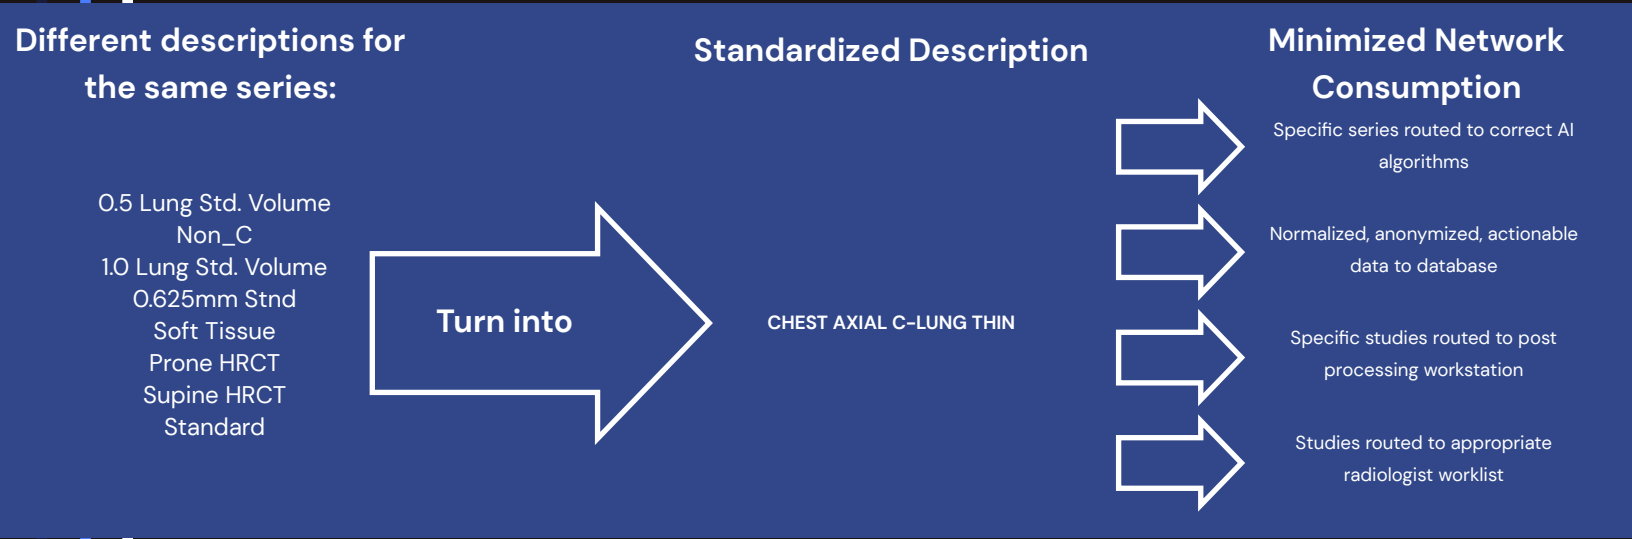 Different descriptions for
the same series:
0.5 Lung Std. Volume
Non_C
1.0 Lung Std. Volume
0.625mm Stnd
Soft Tissue
Prone HRCT
Supine HRCT
Standard
Turn into
Standardized Description
CHEST AXIAL C-LUNG THIN
Minimized Network
Consumption
Specific series routed to correct AI
algorithms
Normalized, anonymized, actionable
data to database
Specific studies routed to post
processing workstation
Studies routed to appropriate
radiologist worklist